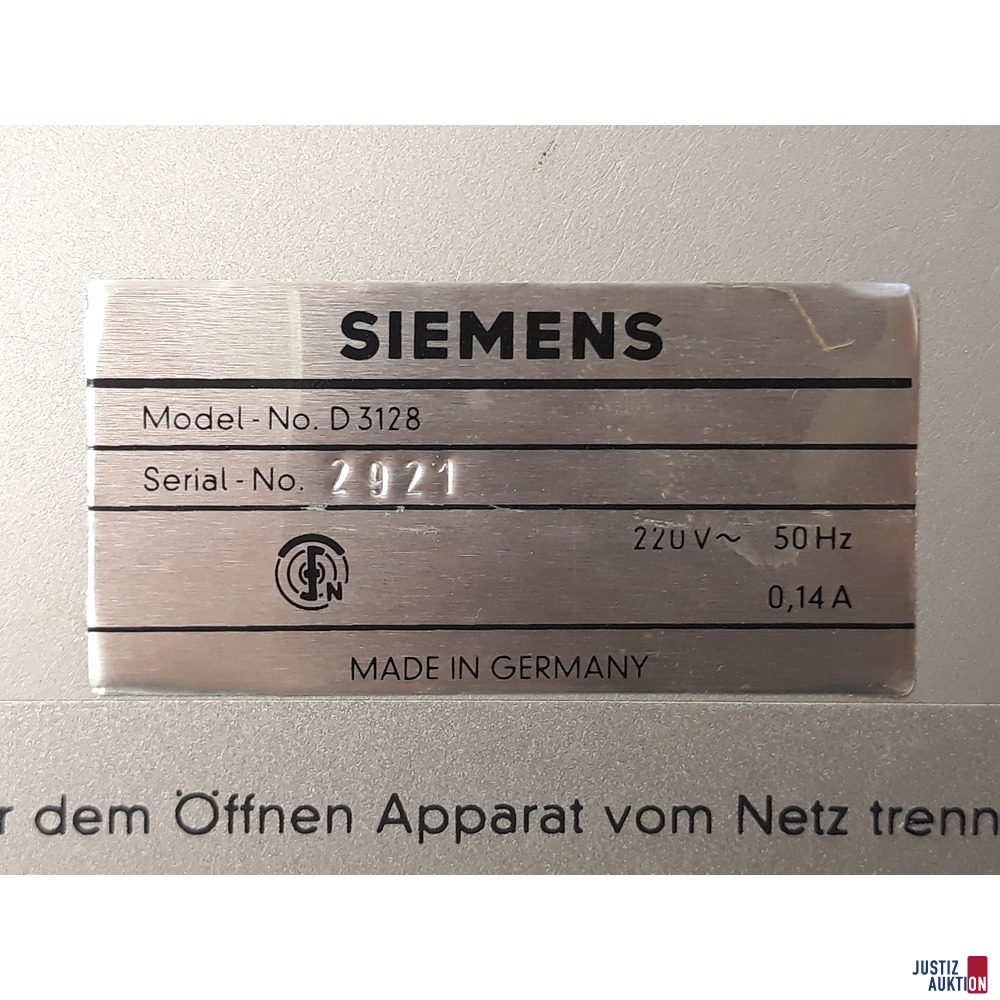 SIEMENS
Model-No. D 3128
Serial-No. 2921
220 V~ 50 Hz
N
0,14 A
MADE IN GERMANY
r dem Öffnen Apparat vom Netz trenn
JUSTIZ
AUKTION